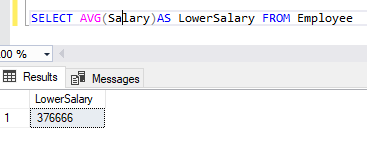 SELECT AVG(Salary)AS LowerSalary FROM Employee
00 %
Results Messages
LowerSalary
1 376666